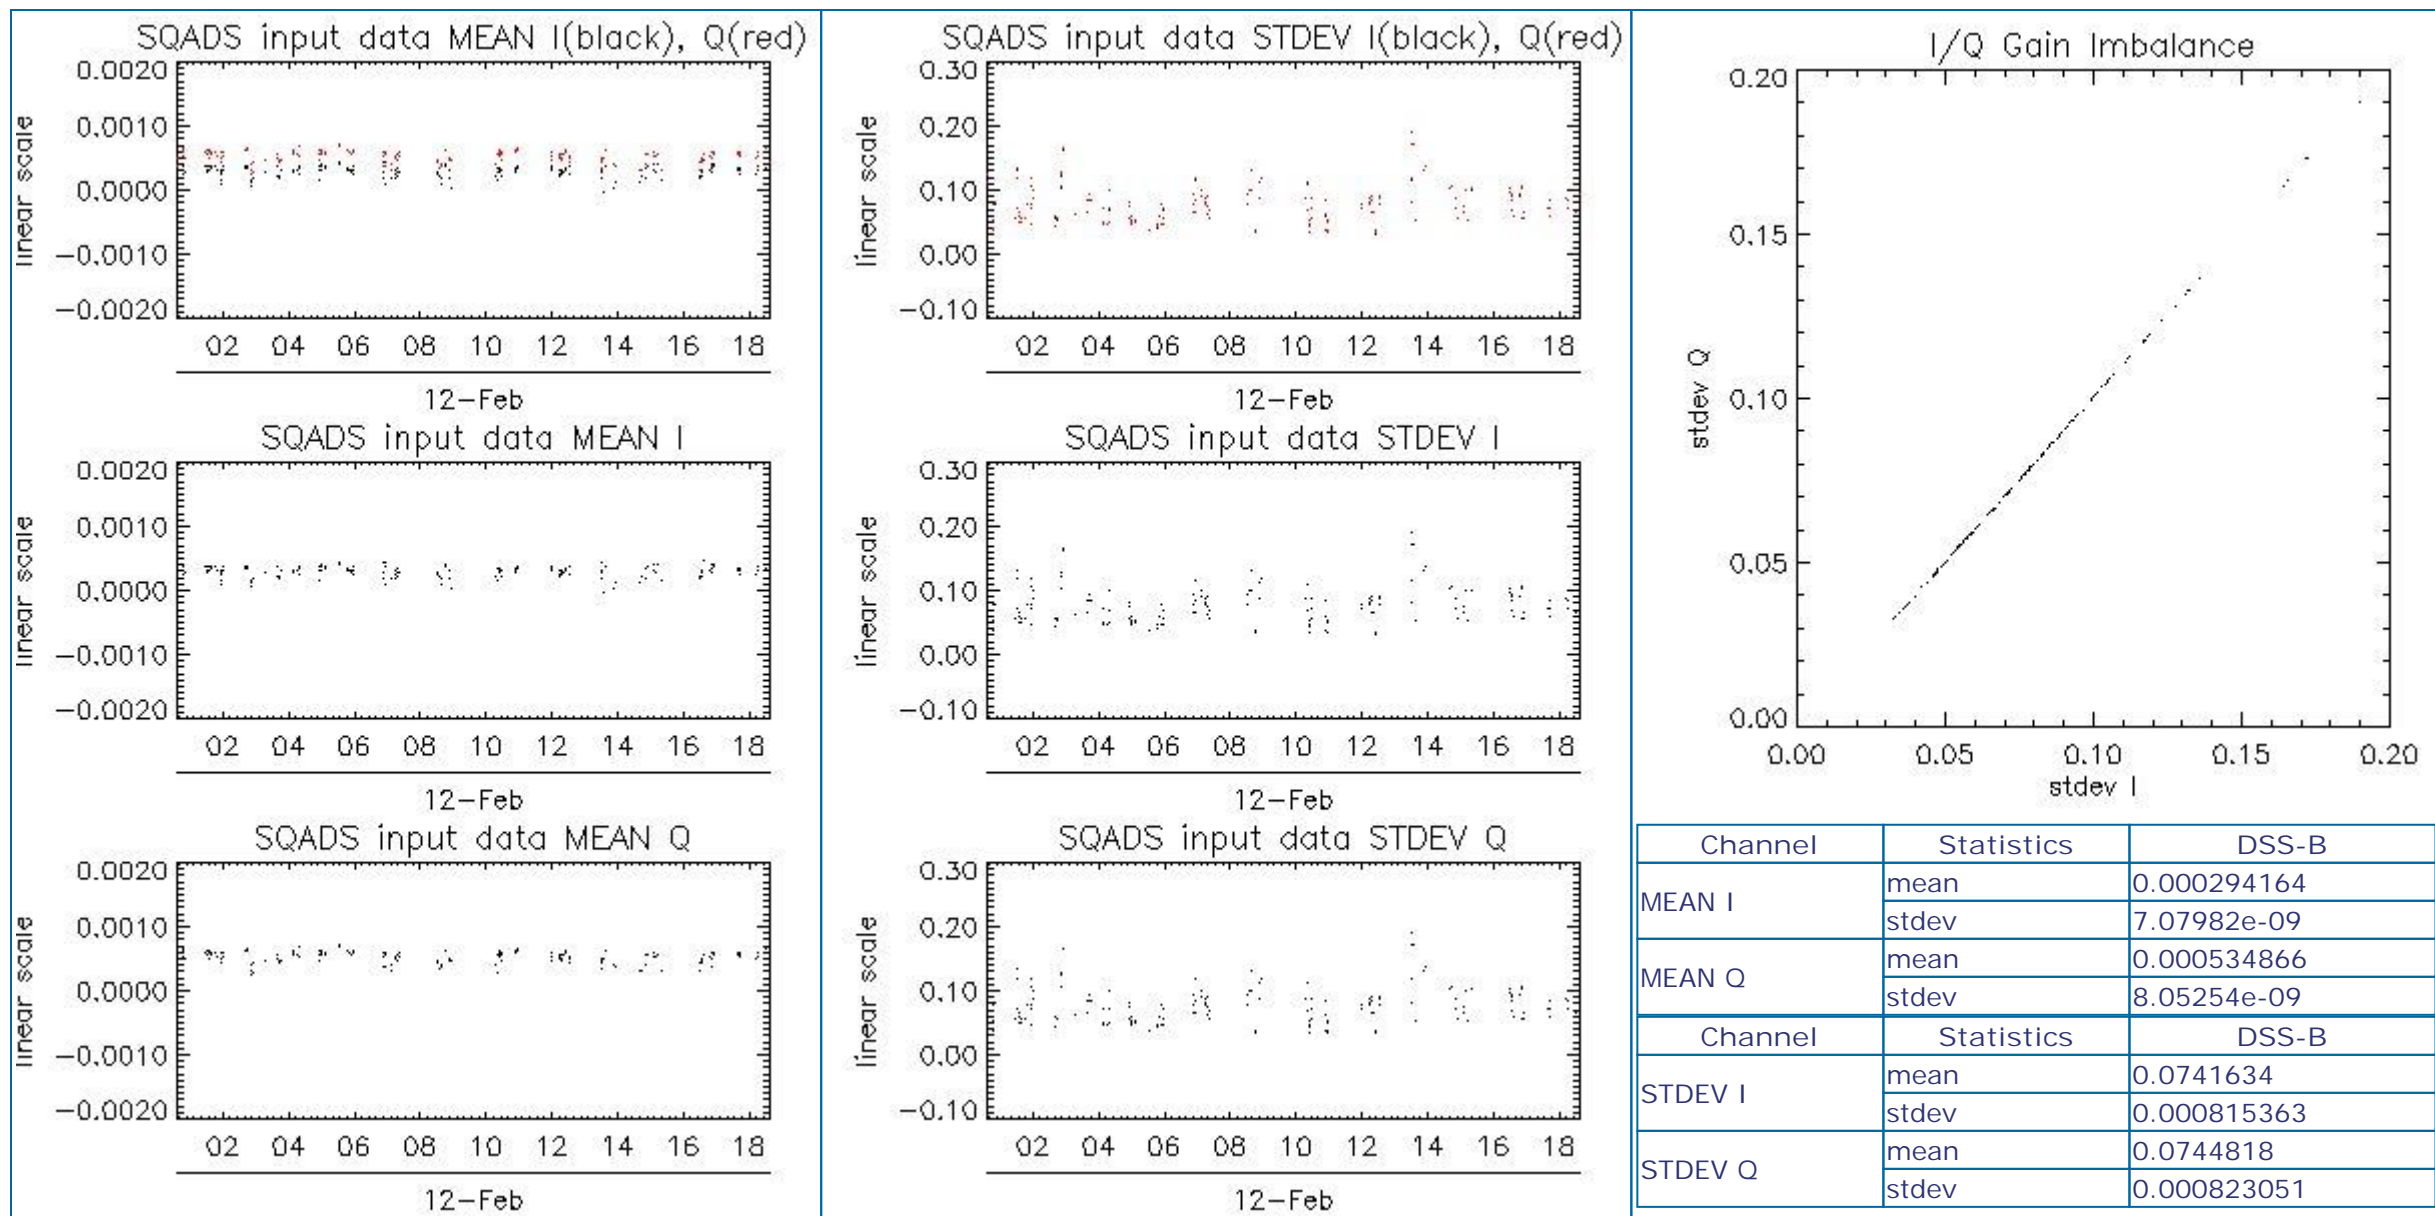 SQADS input data MEAN I(black), Q(red)
linear scale
0.0020
0.0010
0.0000
−0.0010
−0.0020
02 04 06 08 10 12 14 16 18
12−Feb
SQADS input data MEAN I
linear scale
0.0020
0.0010
0.0000
−0.0010
−0.0020
02 04 06 08 10 12 14 16 18
12−Feb
SQADS input data MEAN Q
linear scale
0.0020
0.0010
0.0000
−0.0010
−0.0020
02 04 06 08 10 12 14 16 18
12−Feb
SQADS input data STDEV I(black), Q(red)
linear scale
0.30
0.20
0.10
0.00
−0.10
02 04 06 08 10 12 14 16 18
12−Feb
SQADS input data STDEV I
linear scale
0.30
0.20
0.10
0.00
−0.10
02 04 06 08 10 12 14 16 18
12−Feb
SQADS input data STDEV Q
linear scale
0.30
0.20
0.10
0.00
−0.10
02 04 06 08 10 12 14 16 18
12−Feb
I/Q Gain Imbalance
stdev Q
0.20
0.15
0.10
0.05
0.00
0.00 0.05 0.10 0.15 0.20
stdev I
Channel Statistics DSS-B
MEAN I
mean 0.000294164
stdev 7.07982e-09
MEAN Q
mean 0.000534866
stdev 8.05254e-09
Channel Statistics DSS-B
STDEV I
mean 0.0741634
stdev 0.000815363
STDEV Q
mean 0.0744818
stdev 0.000823051